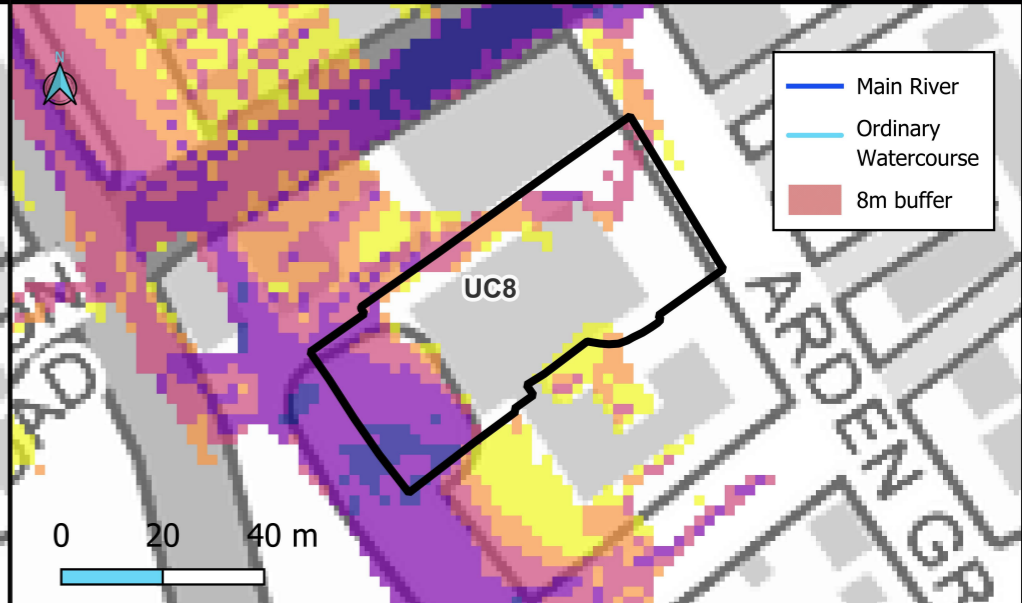 N
Main River
Ordinary
Watercourse
8m buffer
UC8
AD
ARDEN GR
0 20 40 m